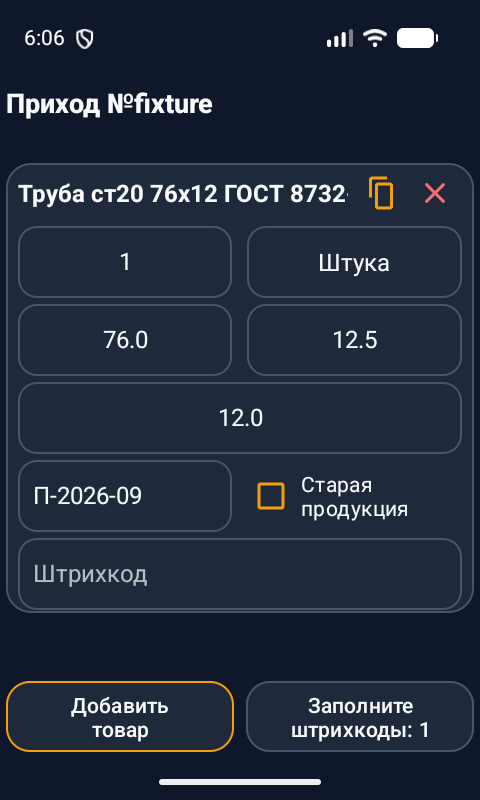 6:06
Приход №fixture
Труба ст20 76х12 ГОСТ 8732-
1
Штука
76.0
12.5
12.0
П-2026-09
Старая
продукция
Штрихкод
Добавить
товар
Заполните
штрихкоды: 1